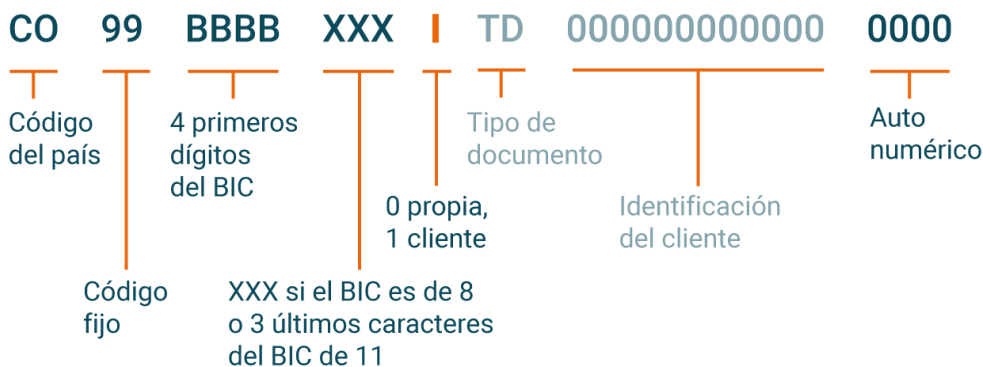 CO 99 BBBB XXX I TD 000000000000 0000
Código
del país
4 primeros
dígitos
del BIC
Tipo de
documento
Auto
numérico
0 propia,
1 cliente
Identificación
del cliente
Código
fijo
XXX si el BIC es de 8
o 3 últimos caracteres
del BIC de 11